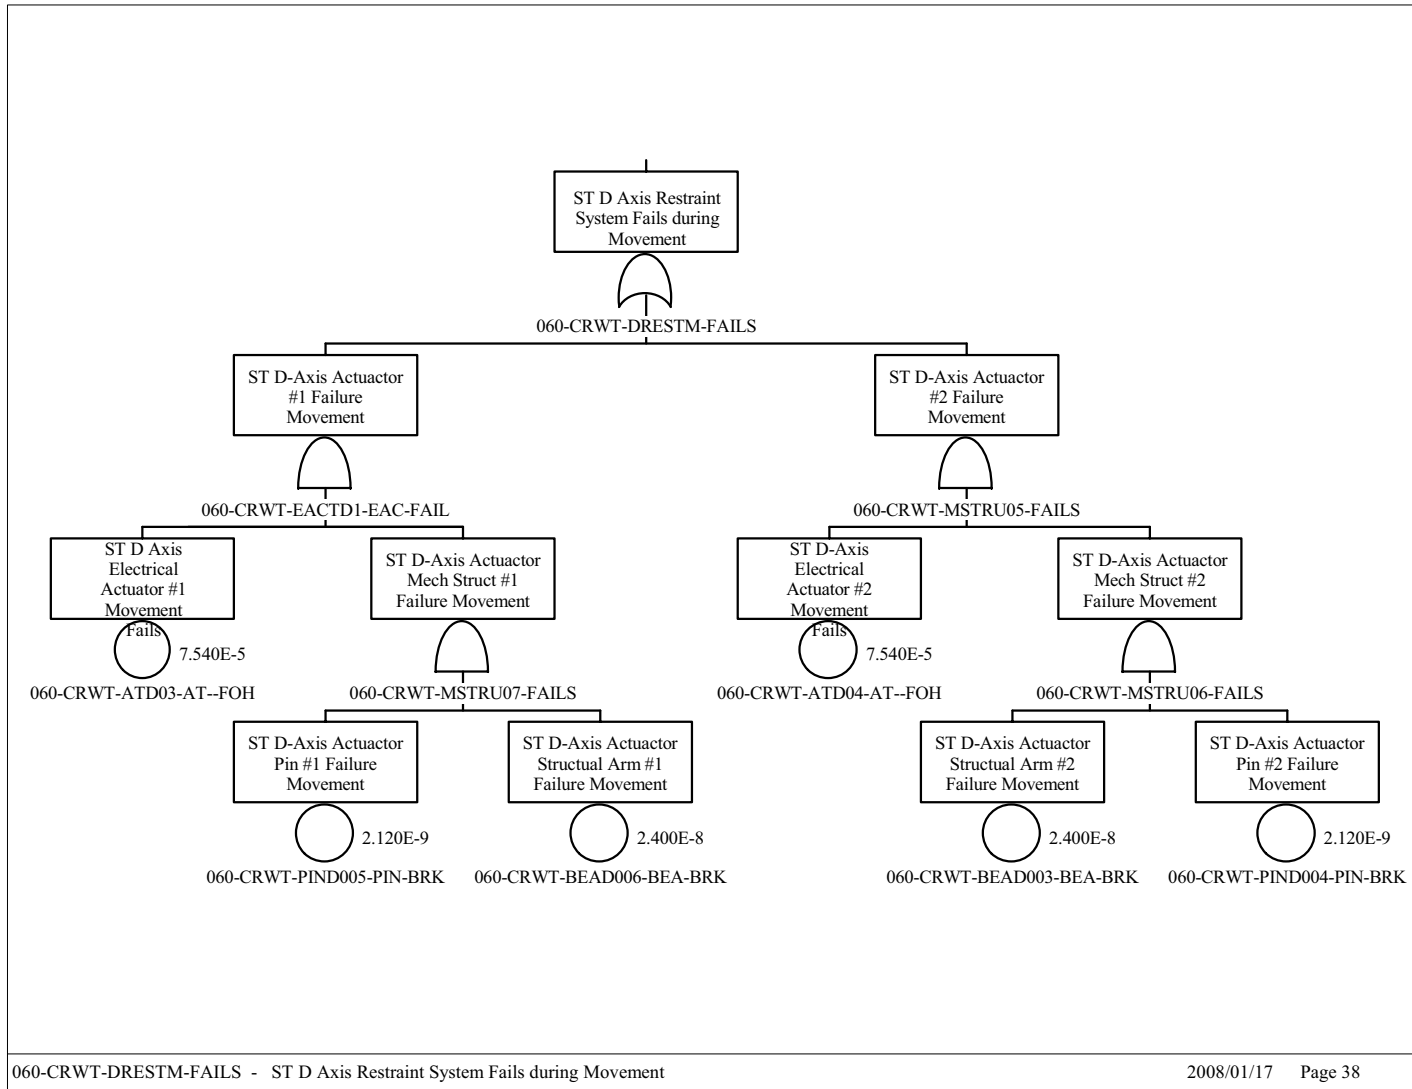 ST D Axis Restraint
System Fails during
Movement
060-CRWT-DRESTM-FAILS
ST D-Axis Actuactor
#1 Failure
Movement
ST D-Axis Actuactor
#2 Failure
Movement
060-CRWT-EACTD1-EAC-FAIL
060-CRWT-MSTRU05-FAILS
ST D Axis
Electrical
Actuator #1
Movement
Fails
7.540E-5
060-CRWT-ATD03-AT--FOH
ST D-Axis Actuactor
Mech Struct #1
Failure Movement
060-CRWT-MSTRU07-FAILS
ST D-Axis
Electrical
Actuator #2
Movement
Fails
7.540E-5
060-CRWT-ATD04-AT--FOH
ST D-Axis Actuactor
Mech Struct #2
Failure Movement
060-CRWT-MSTRU06-FAILS
ST D-Axis Actuactor
Pin #1 Failure
Movement
2.120E-9
060-CRWT-PIND005-PIN-BRK
ST D-Axis Actuactor
Structual Arm #1
Failure Movement
2.400E-8
060-CRWT-BEAD006-BEA-BRK
ST D-Axis Actuactor
Structual Arm #2
Failure Movement
2.400E-8
060-CRWT-BEAD003-BEA-BRK
ST D-Axis Actuactor
Pin #2 Failure
Movement
2.120E-9
060-CRWT-PIND004-PIN-BRK
060-CRWT-DRESTM-FAILS - ST D Axis Restraint System Fails during Movement
2008/01/17 Page 38